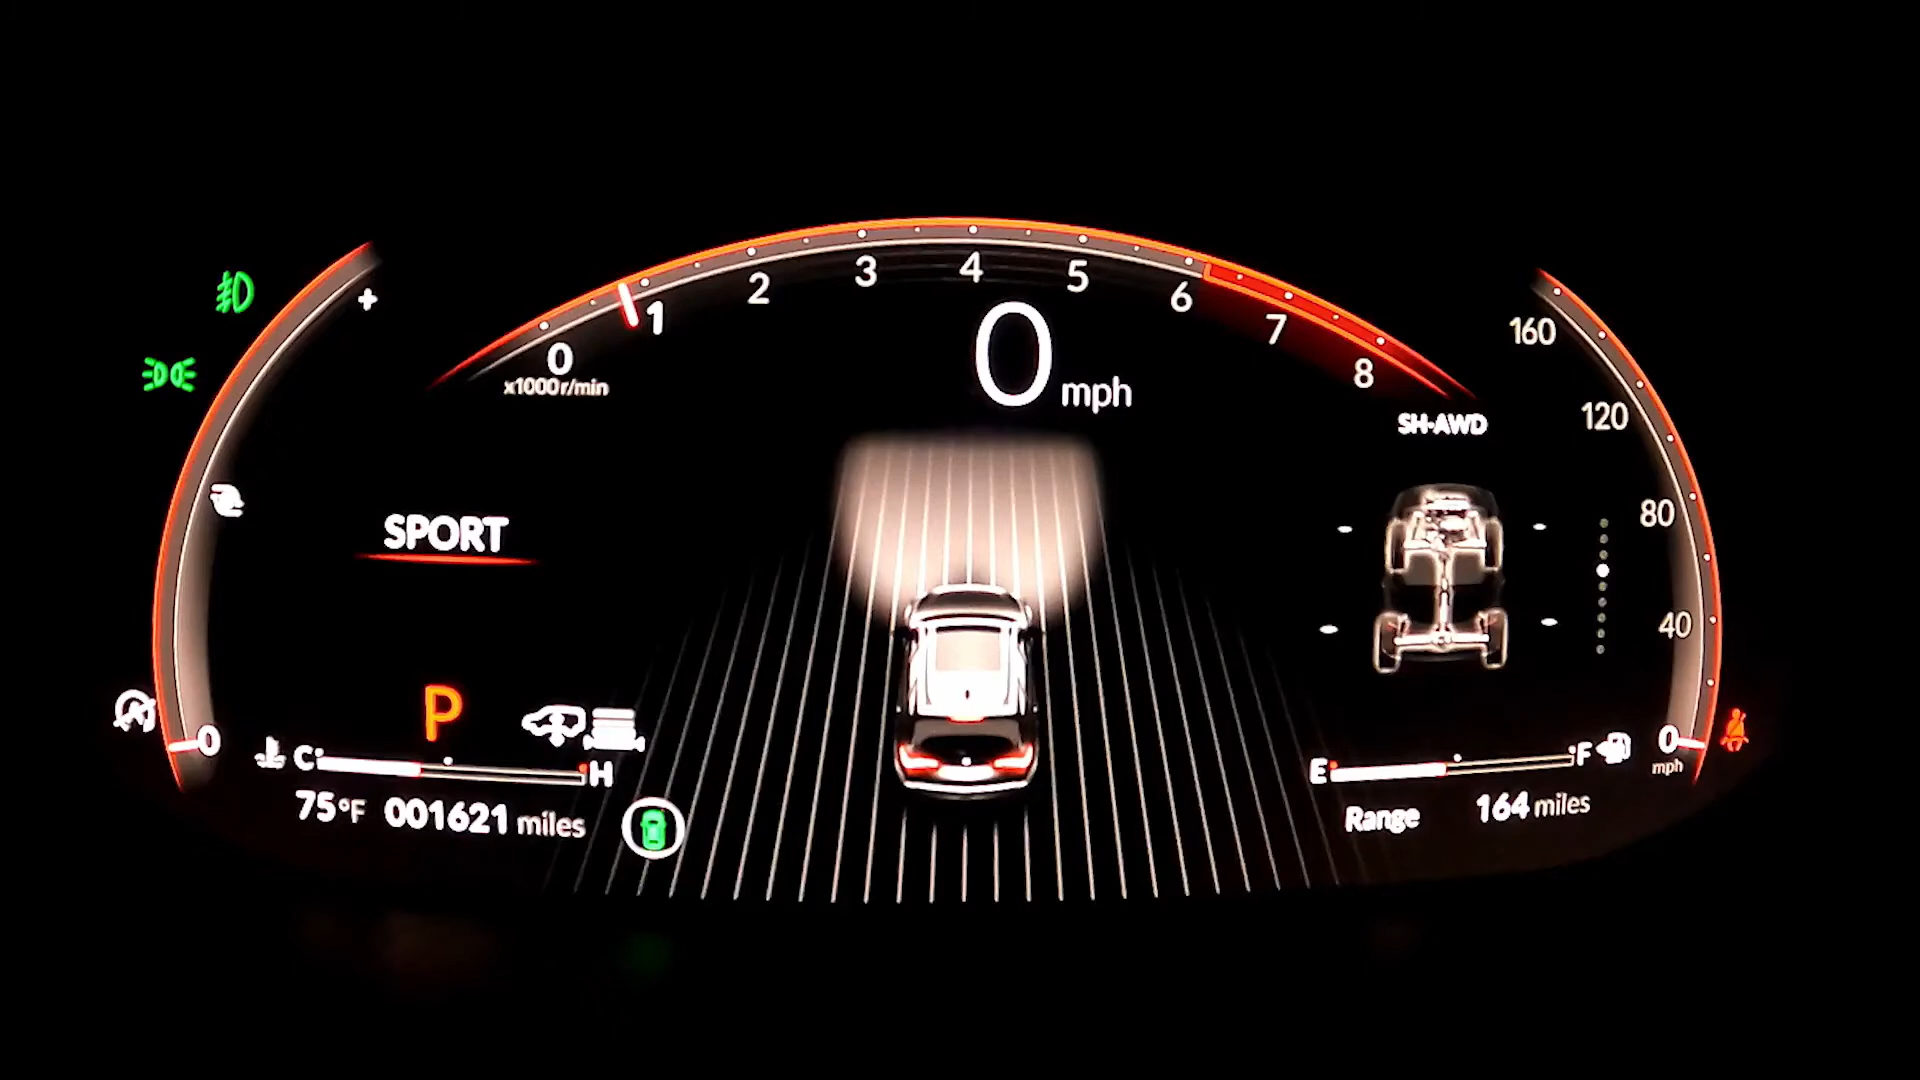 +
0
0
x1000r/min
1
2
3
4
5
6
7
8
0 mph
SPORT
P
C
H
75°F 001621 miles
SH-AWD
160
120
80
40
0
mph
E
F
Range 164 miles